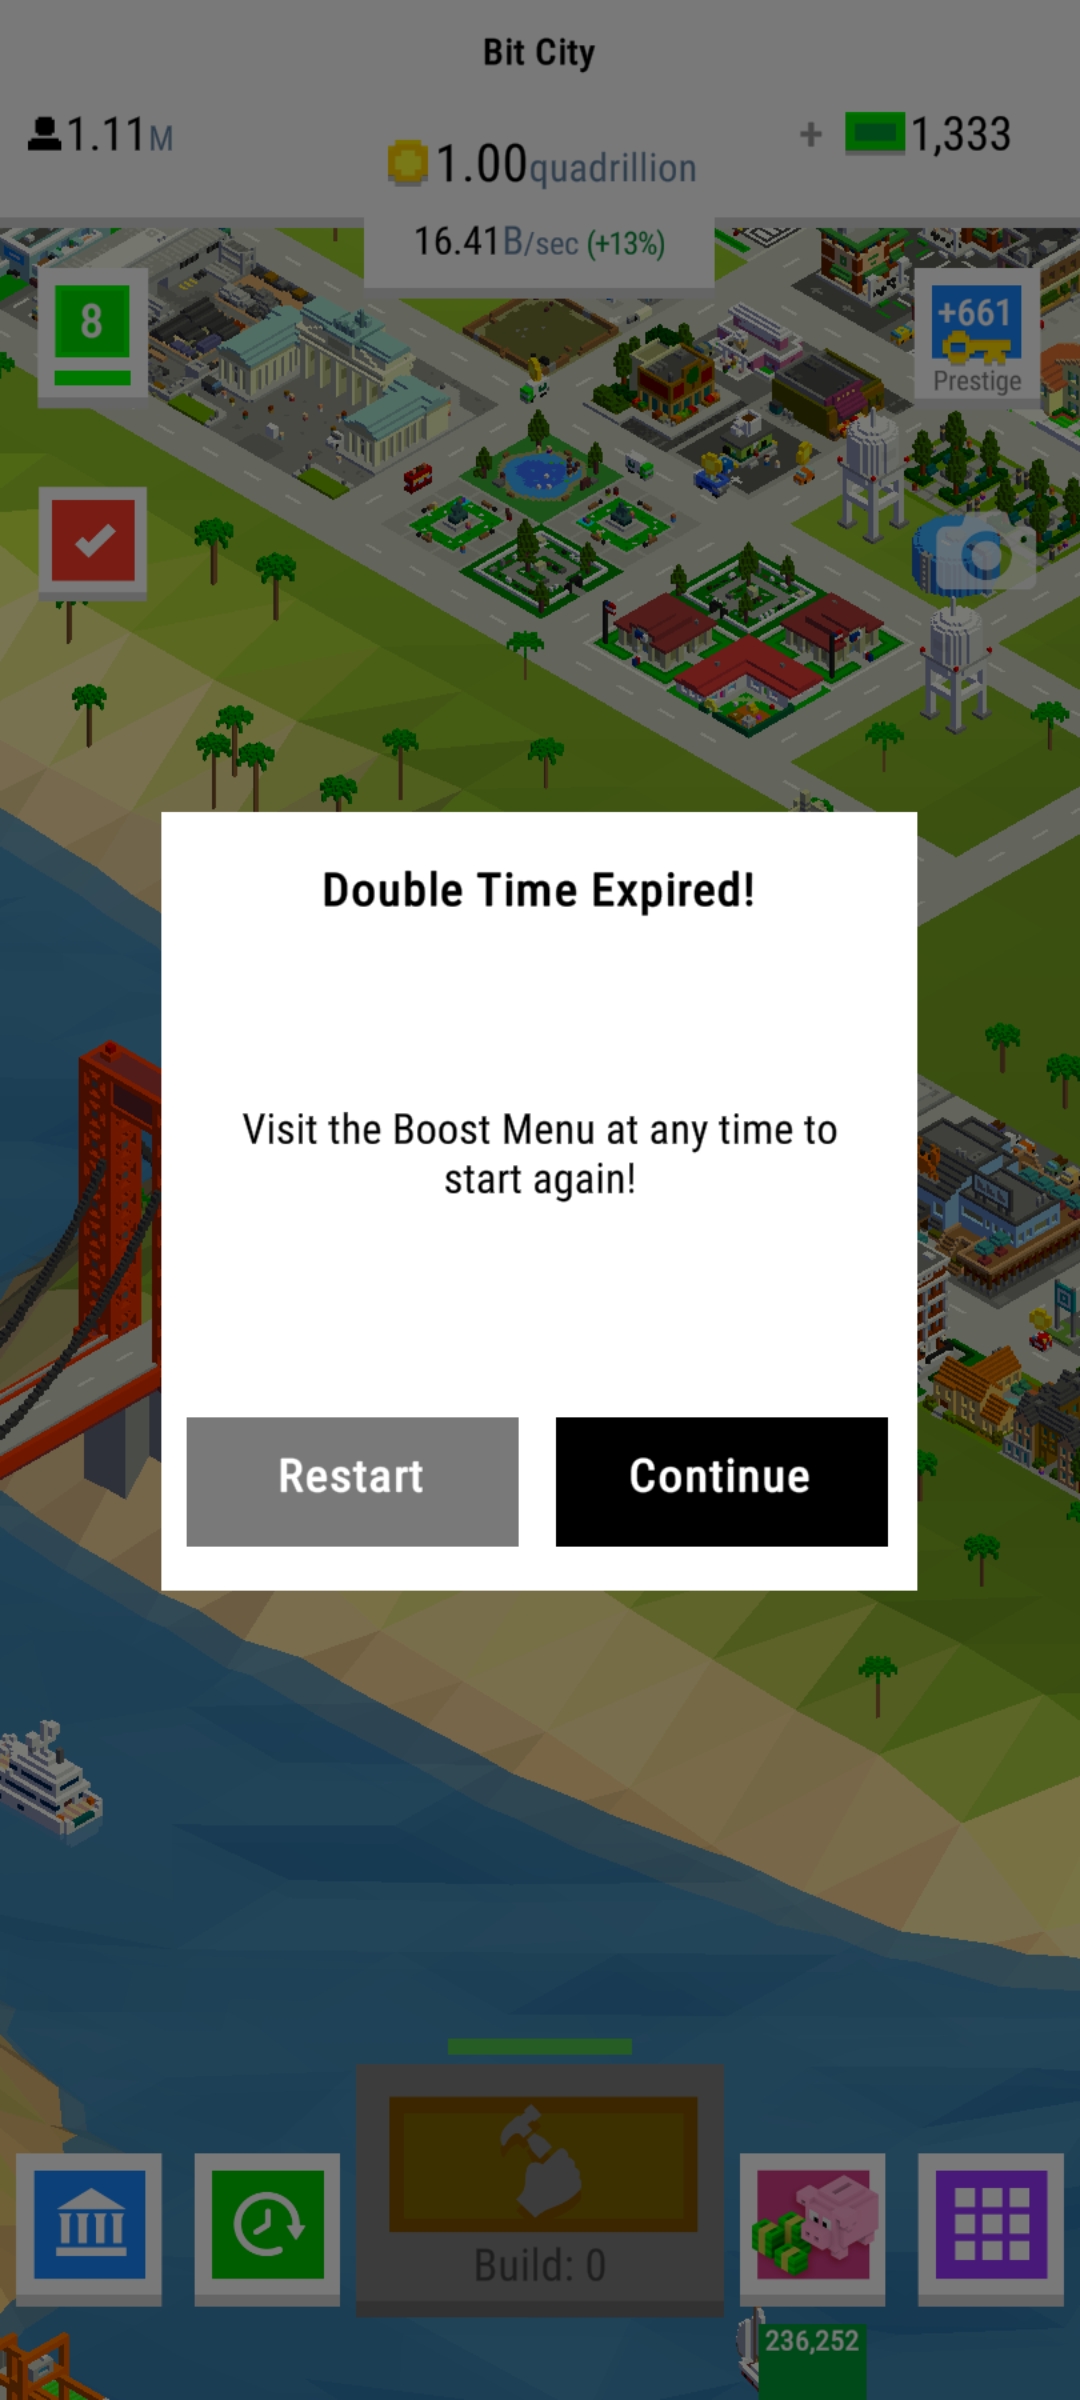 Bit City
1.11M
1.00quadrillion
+ 1,333
16.41B/sec (+13%)
8
+661
Prestige
Double Time Expired!
Visit the Boost Menu at any time to
start again!
Restart
Continue
Build: 0
236,252